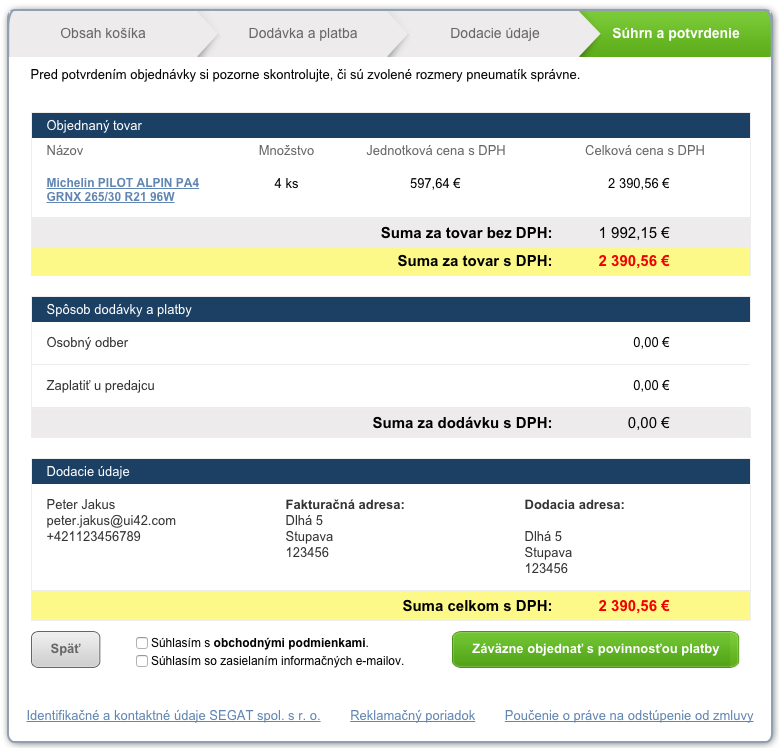 Obsah košíka
Dodávka a platba
Dodacie údaje
Súhrn a potvrdenie
Pred potvrdením objednávky si pozorne skontrolujte, či sú zvolené rozmery pneumatík správne.
Objednaný tovar
Názov Množstvo Jednotková cena s DPH Celková cena s DPH
Michelin PILOT ALPIN PA4 4 ks 597,64 € 2 390,56 €
GRNX 265/30 R21 96W
Suma za tovar bez DPH: 1 992,15 €
Suma za tovar s DPH: 2 390,56 €
Spôsob dodávky a platby
Osobný odber 0,00 €
Zaplatiť u predajcu 0,00 €
Suma za dodávku s DPH: 0,00 €
Dodacie údaje
Peter Jakus
peter.jakus@ui42.com
+421123456789
Fakturačná adresa:
Dlhá 5
Stupava
123456
Dodacia adresa:
Dlhá 5
Stupava
123456
Suma celkom s DPH: 2 390,56 €
Späť
Súhlasím s obchodnými podmienkami.
Súhlasím so zasielaním informačných e-mailov.
Záväzne objednať s povinnosťou platby
Identifikačné a kontaktné údaje SEGAT spol. s r. o.
Reklamačný poriadok
Poučenie o práve na odstúpenie od zmluvy